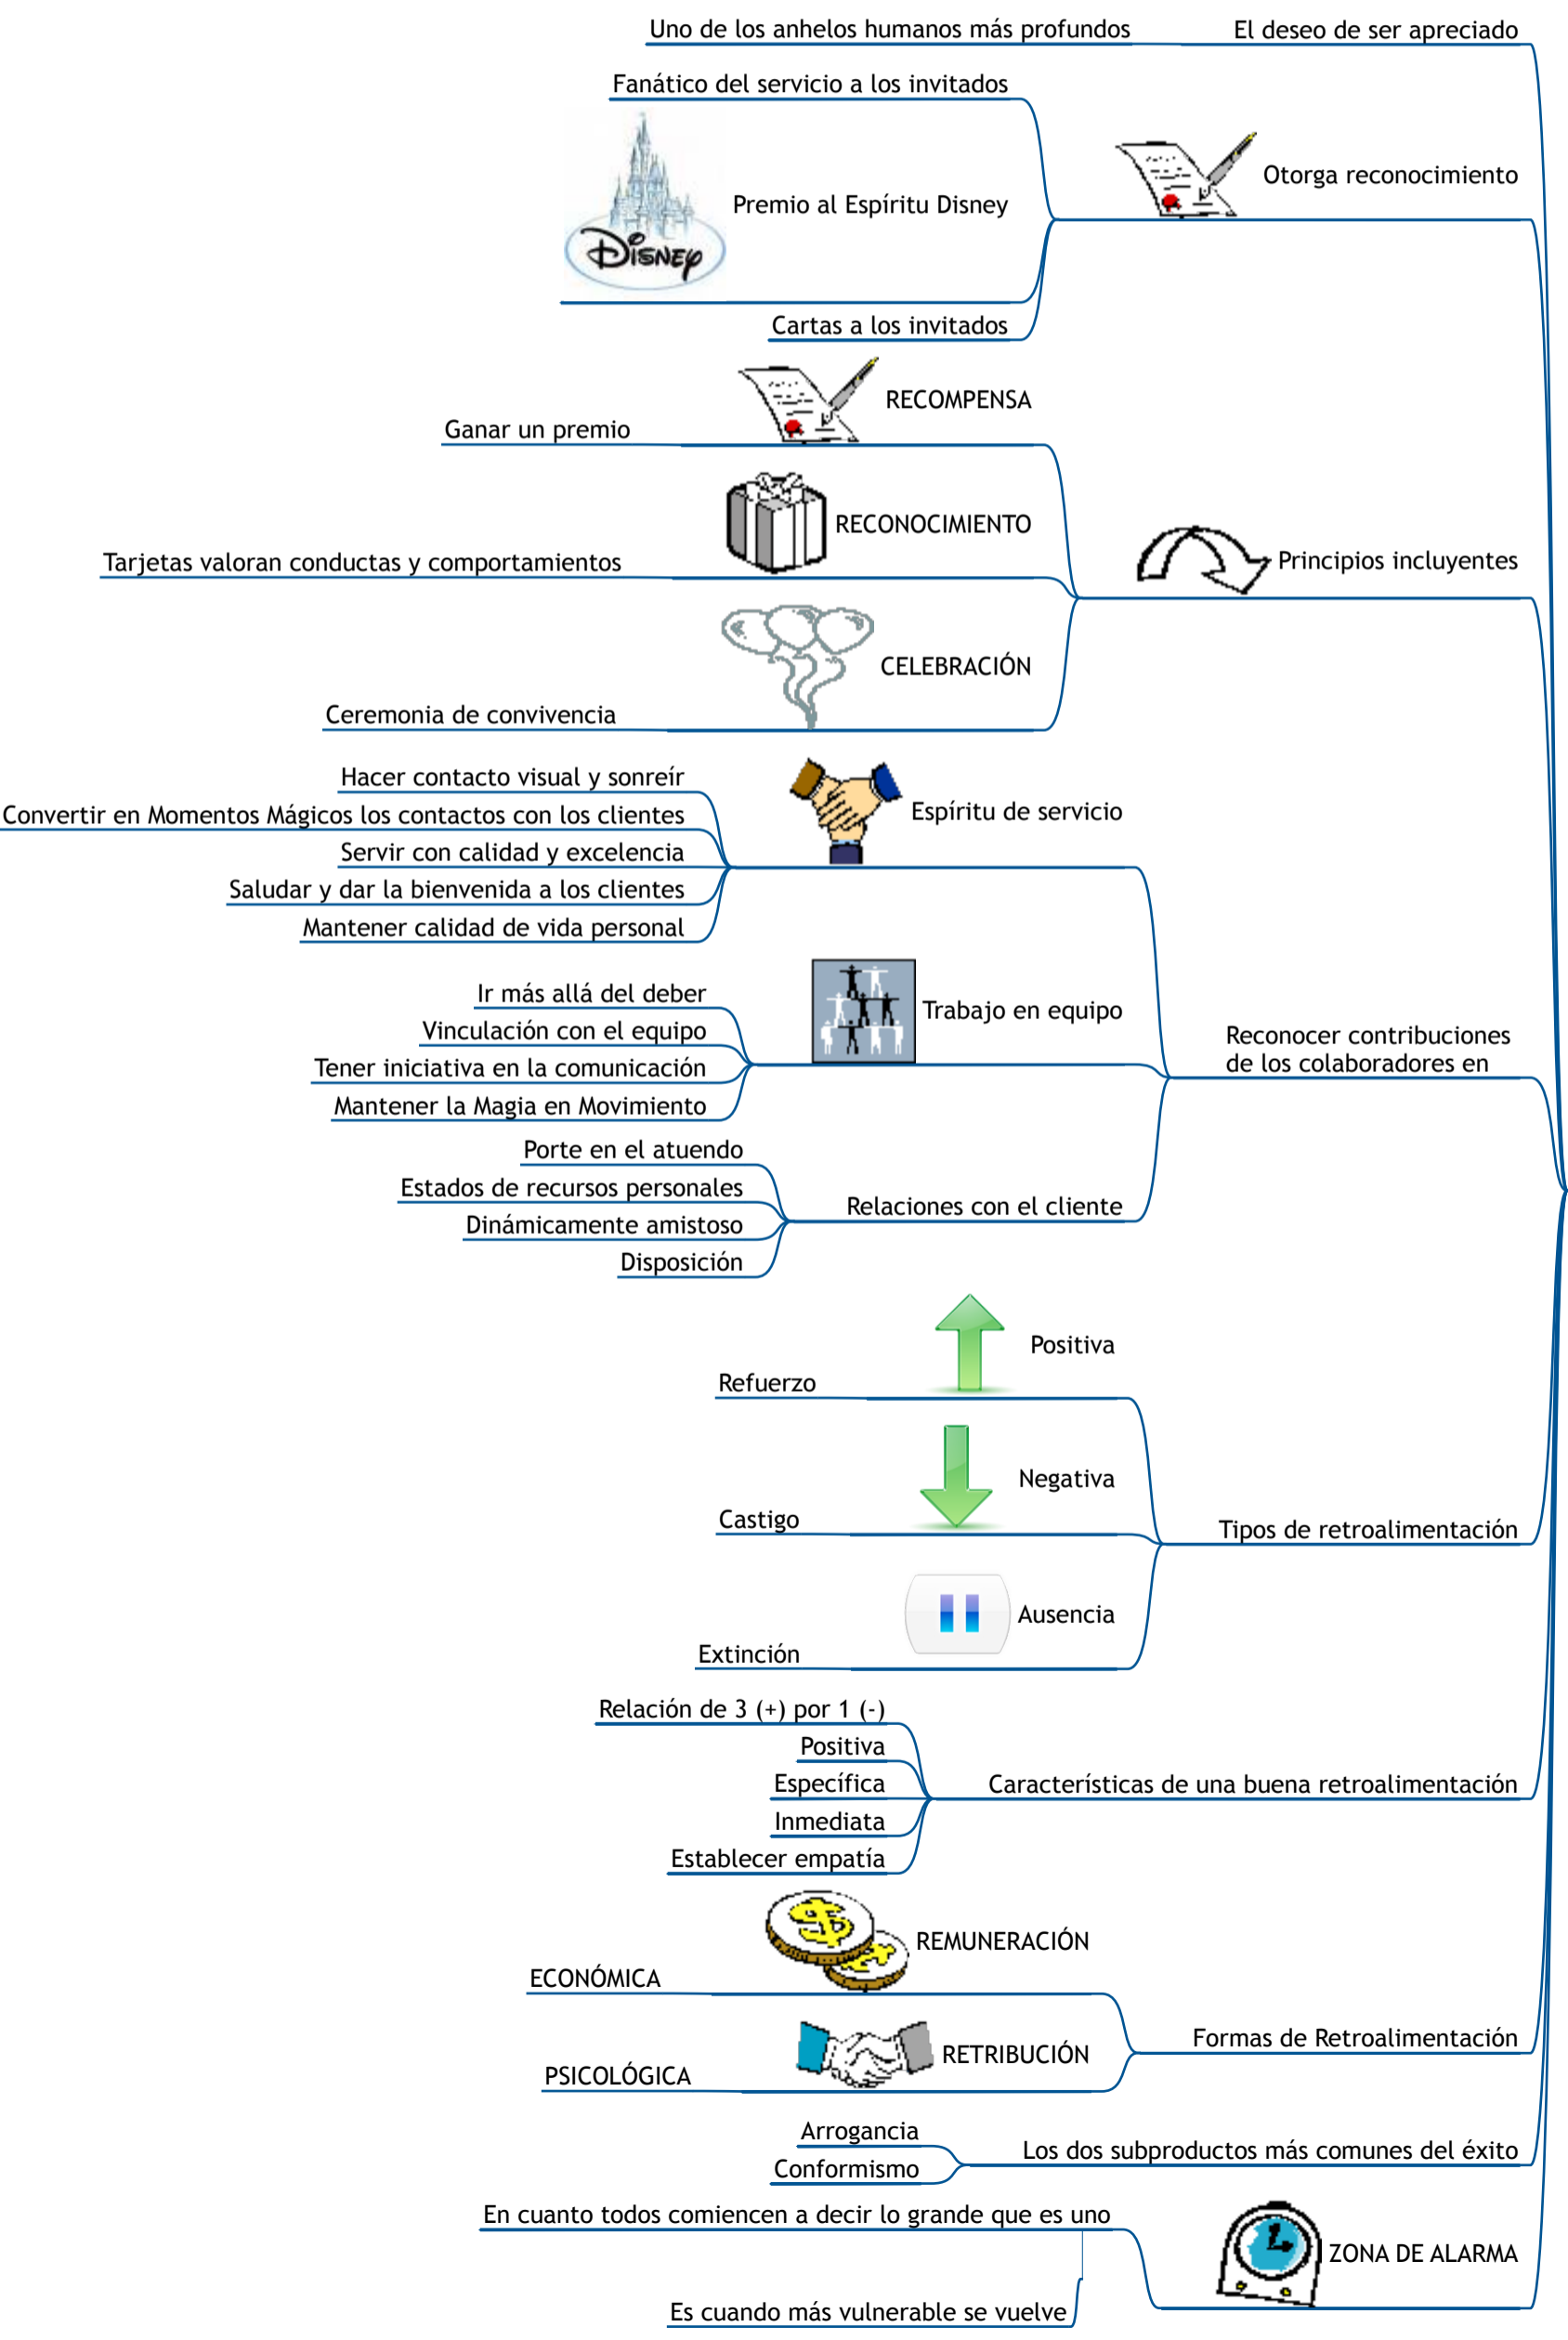 El deseo de ser apreciado
Uno de los anhelos humanos más profundos
Otorga reconocimiento
Fanático del servicio a los invitados
Premio al Espíritu Disney
DISNEY
Cartas a los invitados
Principios incluyentes
RECOMPENSA
Ganar un premio
RECONOCIMIENTO
Tarjetas valoran conductas y comportamientos
CELEBRACIÓN
Ceremonia de convivencia
Reconocer contribuciones
de los colaboradores en
Espíritu de servicio
Hacer contacto visual y sonreír
Convertir en Momentos Mágicos los contactos con los clientes
Servir con calidad y excelencia
Saludar y dar la bienvenida a los clientes
Mantener calidad de vida personal
Trabajo en equipo
Ir más allá del deber
Vinculación con el equipo
Tener iniciativa en la comunicación
Mantener la Magia en Movimiento
Relaciones con el cliente
Porte en el atuendo
Estados de recursos personales
Dinámicamente amistoso
Disposición
Tipos de retroalimentación
Positiva
Refuerzo
Negativa
Castigo
Ausencia
Extinción
Características de una buena retroalimentación
Relación de 3 (+) por 1 (-)
Positiva
Específica
Inmediata
Establecer empatía
Formas de Retroalimentación
REMUNERACIÓN
ECONÓMICA
RETRIBUCIÓN
PSICOLÓGICA
Los dos subproductos más comunes del éxito
Arrogancia
Conformismo
ZONA DE ALARMA
En cuanto todos comiencen a decir lo grande que es uno
Es cuando más vulnerable se vuelve